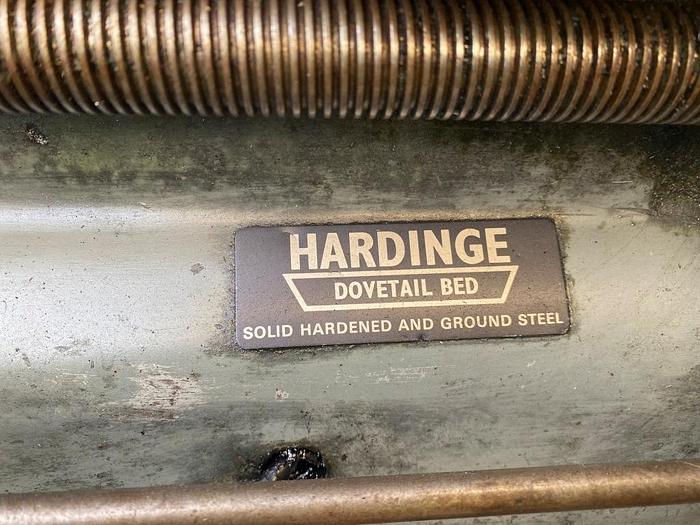 HARDINGE
DOVETAIL BED
SOLID HARDENED AND GROUND STEEL